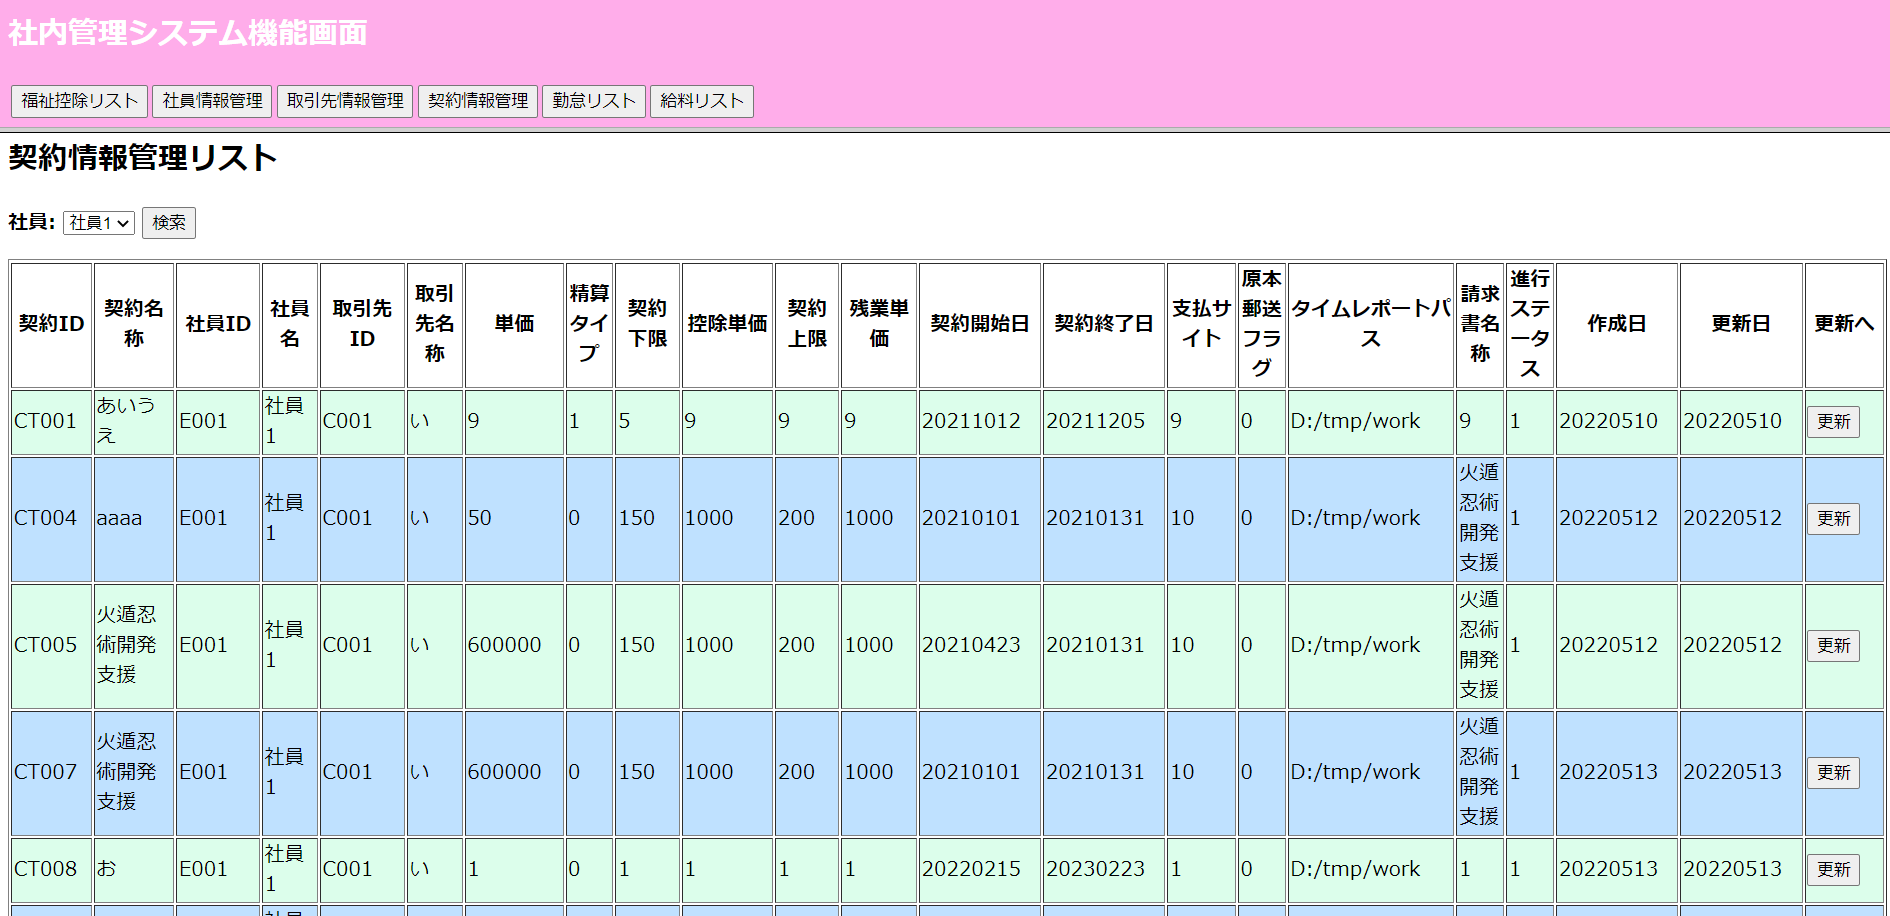 社内管理システム機能画面
福祉控除リスト 社員情報管理 取引先情報管理 契約情報管理 勤怠リスト 給料リスト
契約情報管理リスト
社員: 社員1 検索
契約ID 契約名称 社員ID 社員名 取引先ID 取引先名称 単価 精算タイプ 契約下限 控除単価 契約上限 残業単価 契約開始日 契約終了日 支払サイト 原本郵送フラグ タイムレポートパス 請求書名称 進行ステータス 作成日 更新日 更新へ
CT001 あいうえ E001 社員1 C001 い 9 1 5 9 9 9 20211012 20211205 9 0 D:/tmp/work 9 1 20220510 20220510 更新
CT004 aaaa E001 社員1 C001 い 50 0 150 1000 200 1000 20210101 20210131 10 0 D:/tmp/work 火遁忍術開発支援 1 20220512 20220512 更新
CT005 火遁忍術開発支援 E001 社員1 C001 い 600000 0 150 1000 200 1000 20210423 20210131 10 0 D:/tmp/work 火遁忍術開発支援 1 20220512 20220512 更新
CT007 火遁忍術開発支援 E001 社員1 C001 い 600000 0 150 1000 200 1000 20210101 20210131 10 0 D:/tmp/work 火遁忍術開発支援 1 20220513 20220513 更新
CT008 お E001 社員1 C001 い 1 0 1 1 1 1 20220215 20230223 1 0 D:/tmp/work 1 1 20220513 20220513 更新